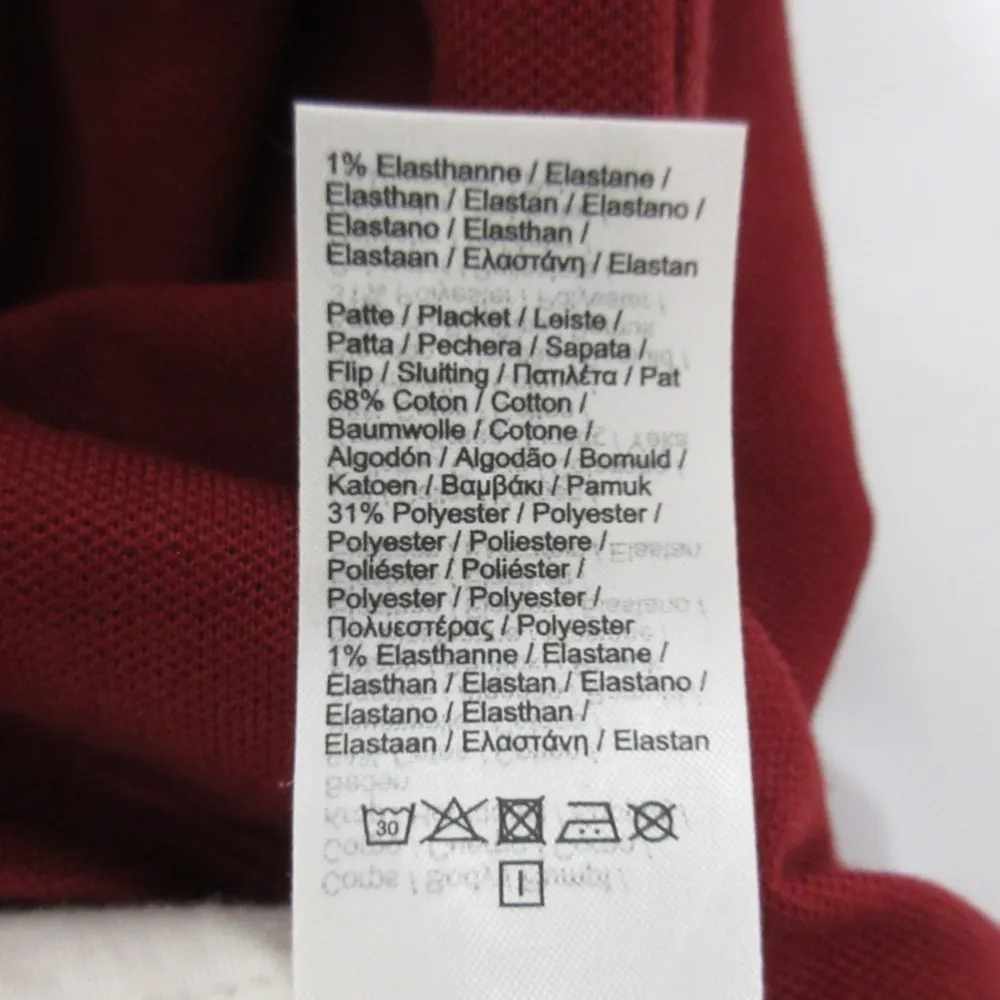 1% Elasthanne / Elastane /
Elasthan / Elastan / Elastano /
Elastano / Elasthan /
Elastaan / Ελαστάνη / Elastan
Patte / Placket / Leiste /
Patta / Pechera / Sapata /
Flip / Sluiting / Πατιλέτα / Pat
68% Coton / Cotton /
Baumwolle / Cotone /
Algodón / Algodão / Bomuld /
Katoen / Βαμβάκι / Pamuk
31% Polyester / Polyester /
Polyester / Poliestere /
Poliéster / Poliéster /
Polyester / Polyester /
Πολυεστέρας / Polyester
1% Elasthanne / Elastane /
Elasthan / Elastan / Elastano /
Elastano / Elasthan /
Elastaan / Ελαστάνη / Elastan
30